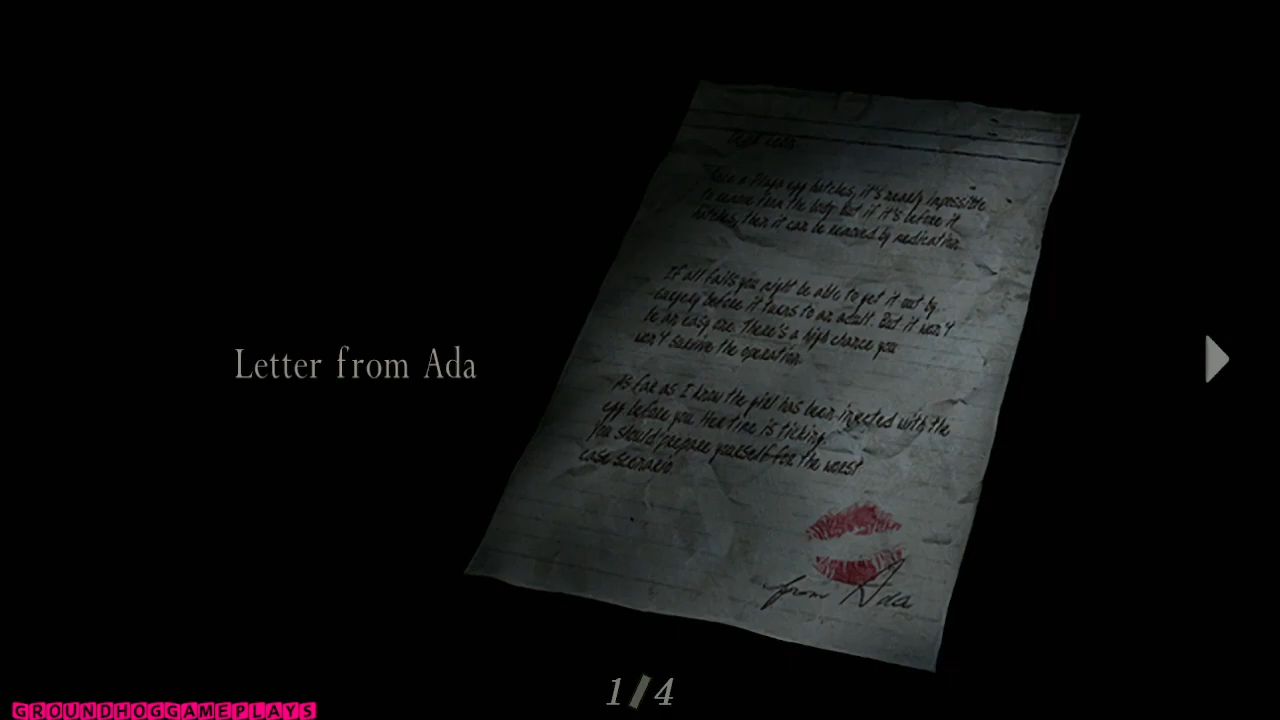 Letter from Ada
Once a Plaga egg hatches, it's nearly impossible
to remove from the body. But if it's before it
hatches, then it can be removed by medication.
If all fails you might be able to get it out by
surgery before it turns to an adult. But it won't
be an easy one. There's a high chance you
won't survive the operation.
As far as I know the girl has been injected with the
egg before you. Her time is ticking.
You should prepare yourself for the worst
case scenario.
from Ada
1/4
GROUNDHOGGAMEPLAYS